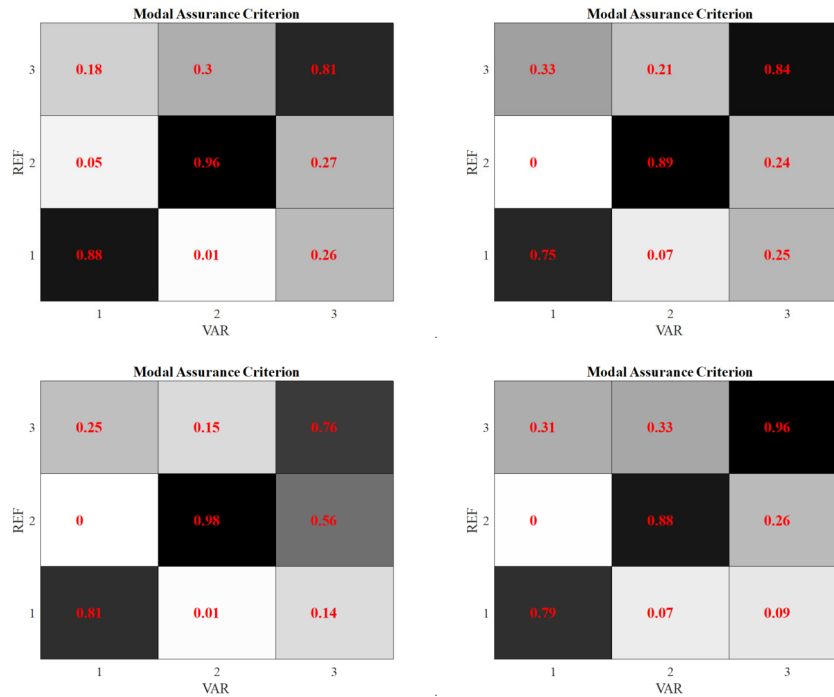 Modal Assurance Criterion
3 0.18 0.3 0.81
REF 2 0.05 0.96 0.27
1 0.88 0.01 0.26
1 2 3
VAR
Modal Assurance Criterion
3 0.33 0.21 0.84
REF 2 0 0.89 0.24
1 0.75 0.07 0.25
1 2 3
VAR
Modal Assurance Criterion
3 0.25 0.15 0.76
REF 2 0 0.98 0.56
1 0.81 0.01 0.14
1 2 3
VAR
Modal Assurance Criterion
3 0.31 0.33 0.96
REF 2 0 0.88 0.26
1 0.79 0.07 0.09
1 2 3
VAR